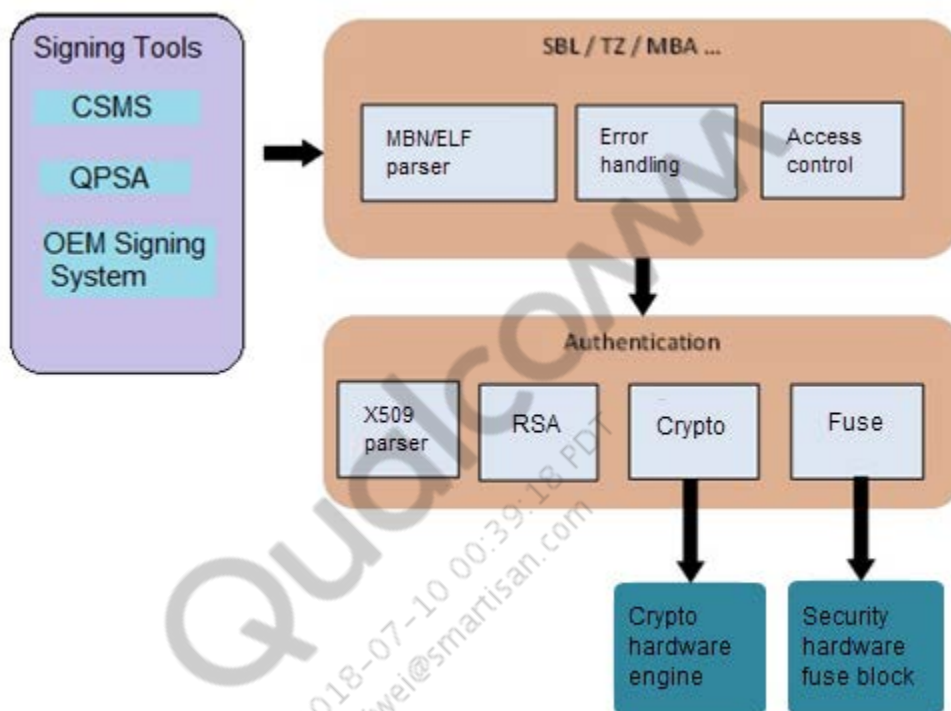 Signing Tools
CSMS
QPSA
OEM Signing
System
SBL / TZ / MBA ...
MBN/ELF
parser
Error
handling
Access
control
Authentication
X509
parser
RSA
Crypto
Fuse
Crypto
hardware
engine
Security
hardware
fuse block
Qualcomm
018-07-10 00:39:18 PDT
wei@smartisan.com